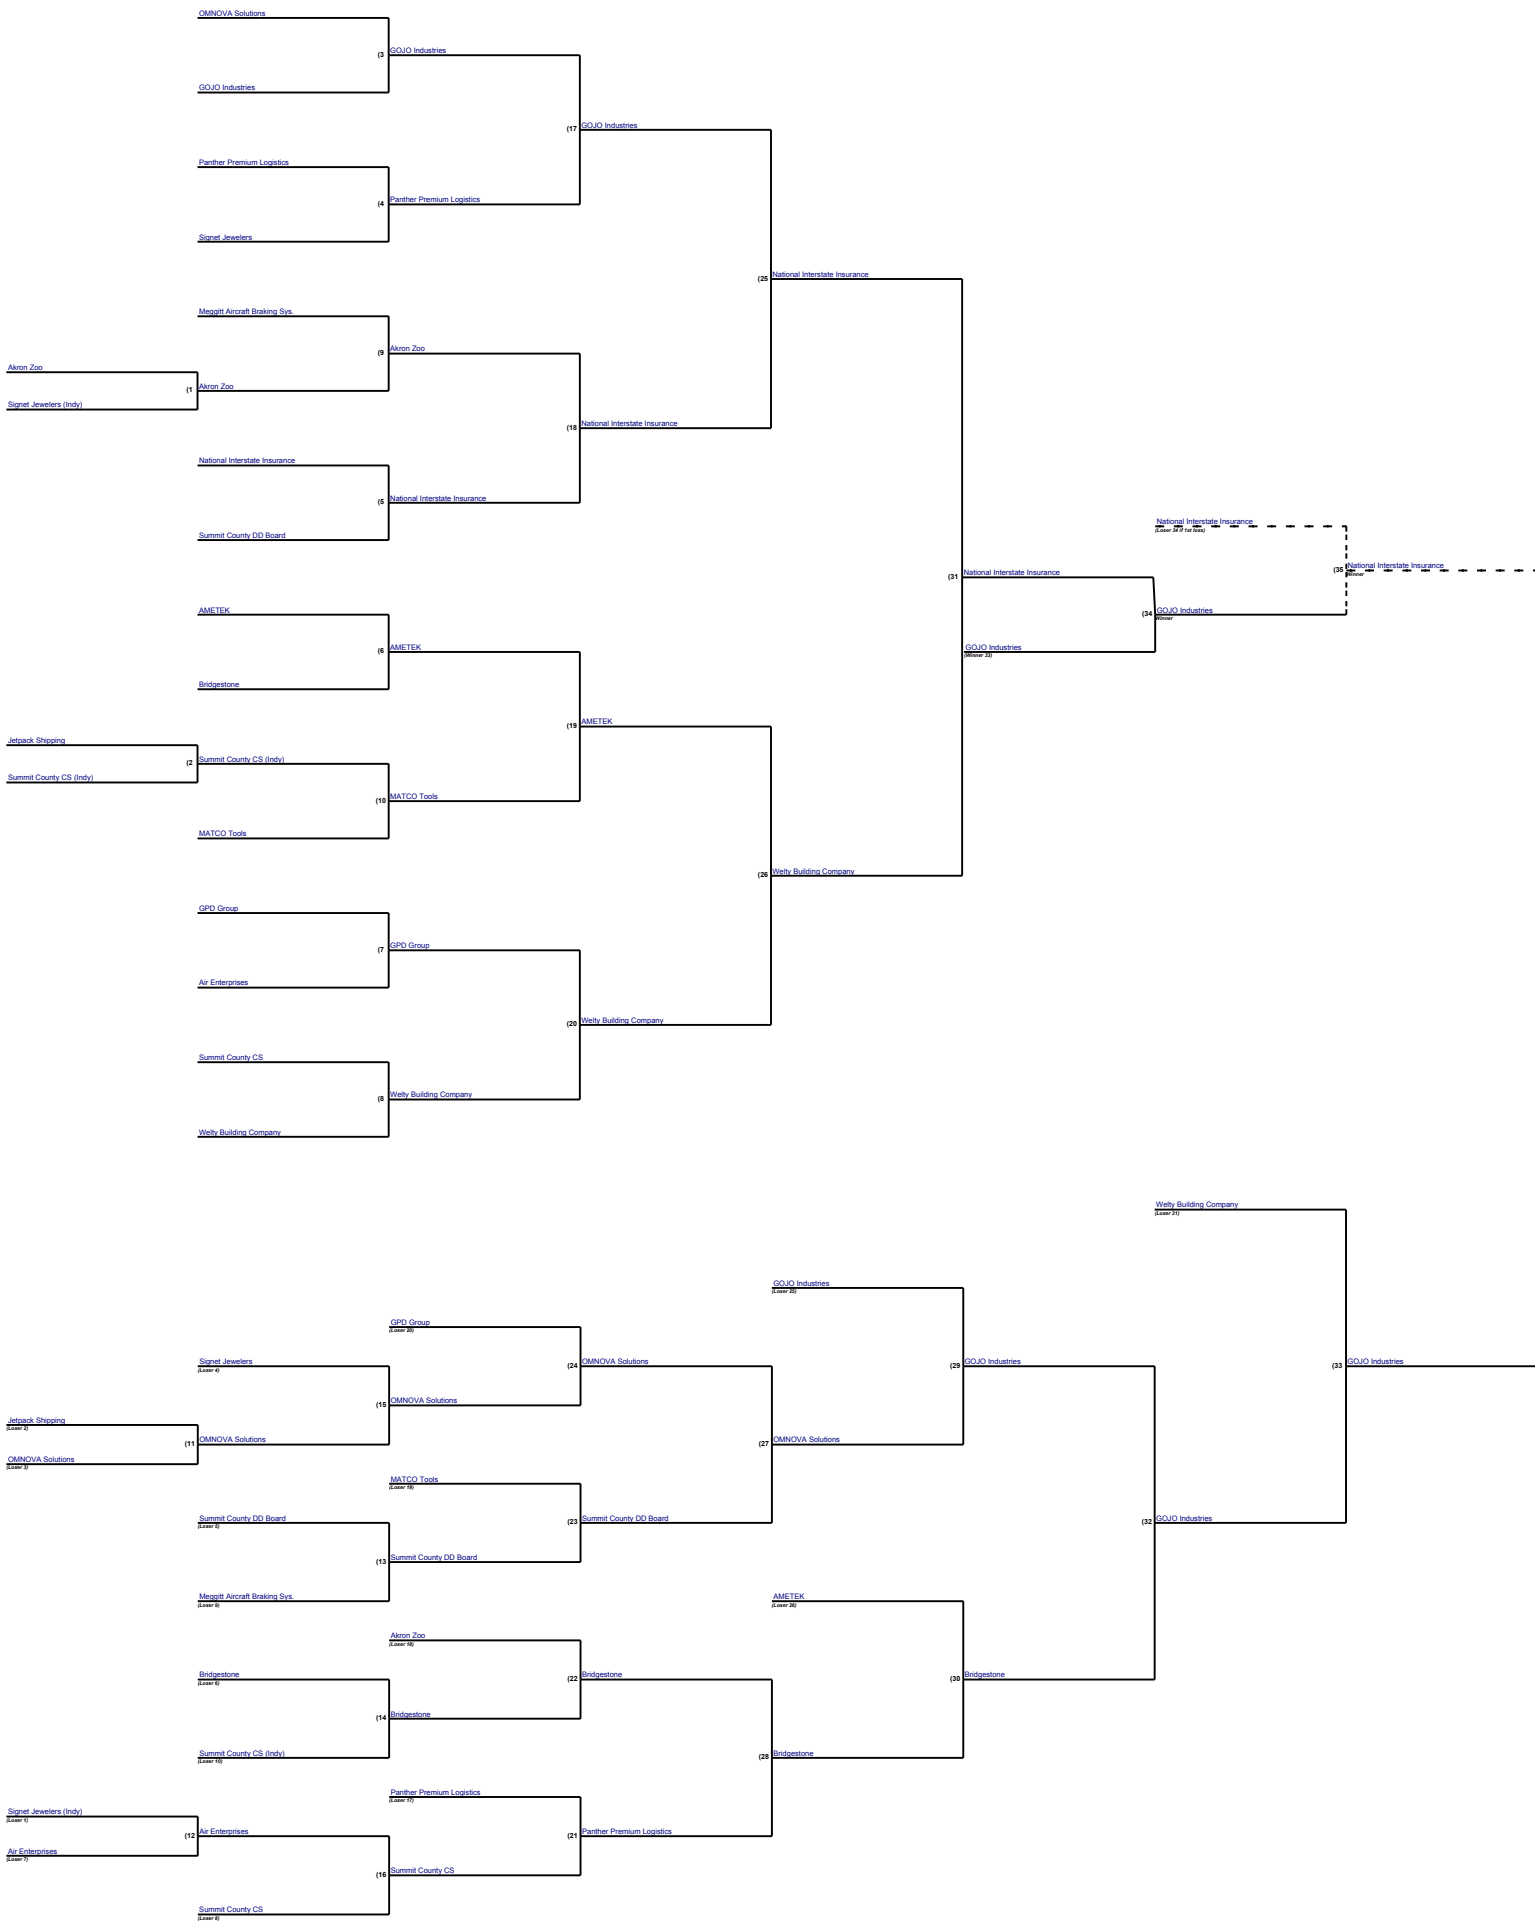 OMNOVA Solutions
(3 GOJO Industries
GOJO Industries
(17 GOJO Industries
Panther Premium Logistics
(4 Panther Premium Logistics
Signet Jewelers
(25 National Interstate Insurance
Meggitt Aircraft Braking Sys.
(9 Akron Zoo
Akron Zoo
(1 Akron Zoo
Signet Jewelers (Indy)
(18 National Interstate Insurance
National Interstate Insurance
(5 National Interstate Insurance
National Interstate Insurance
(Loser 34 if 1st loss)
Summit County DD Board
(35 National Interstate Insurance
Winner
(31 National Interstate Insurance
AMETEK
(34 GOJO Industries
Winner
(6 AMETEK
GOJO Industries
(Winner 33)
Bridgestone
(19 AMETEK
Jetpack Shipping
(2 Summit County CS (Indy)
Summit County CS (Indy)
(10 MATCO Tools
MATCO Tools
(26 Welty Building Company
GPD Group
(7 GPD Group
Air Enterprises
(20 Welty Building Company
Summit County CS
(8 Welty Building Company
Welty Building Company
Welty Building Company
(Loser 31)
GOJO Industries
(Loser 25)
GPD Group
(Loser 20)
Signet Jewelers
(Loser 4)
(24 OMNOVA Solutions
(29 GOJO Industries
(33 GOJO Industries
(15 OMNOVA Solutions
Jetpack Shipping
(Loser 2)
(11 OMNOVA Solutions
(27 OMNOVA Solutions
OMNOVA Solutions
(Loser 3)
MATCO Tools
(Loser 19)
Summit County DD Board
(Loser 5)
(23 Summit County DD Board
(32 GOJO Industries
(13 Summit County DD Board
Meggitt Aircraft Braking Sys.
(Loser 9)
AMETEK
(Loser 26)
Akron Zoo
(Loser 18)
Bridgestone
(Loser 6)
(22 Bridgestone
(30 Bridgestone
(14 Bridgestone
Summit County CS (Indy)
(Loser 10)
(28 Bridgestone
Panther Premium Logistics
(Loser 17)
Signet Jewelers (Indy)
(Loser 1)
(12 Air Enterprises
(21 Panther Premium Logistics
Air Enterprises
(Loser 7)
(16 Summit County CS
Summit County CS
(Loser 8)